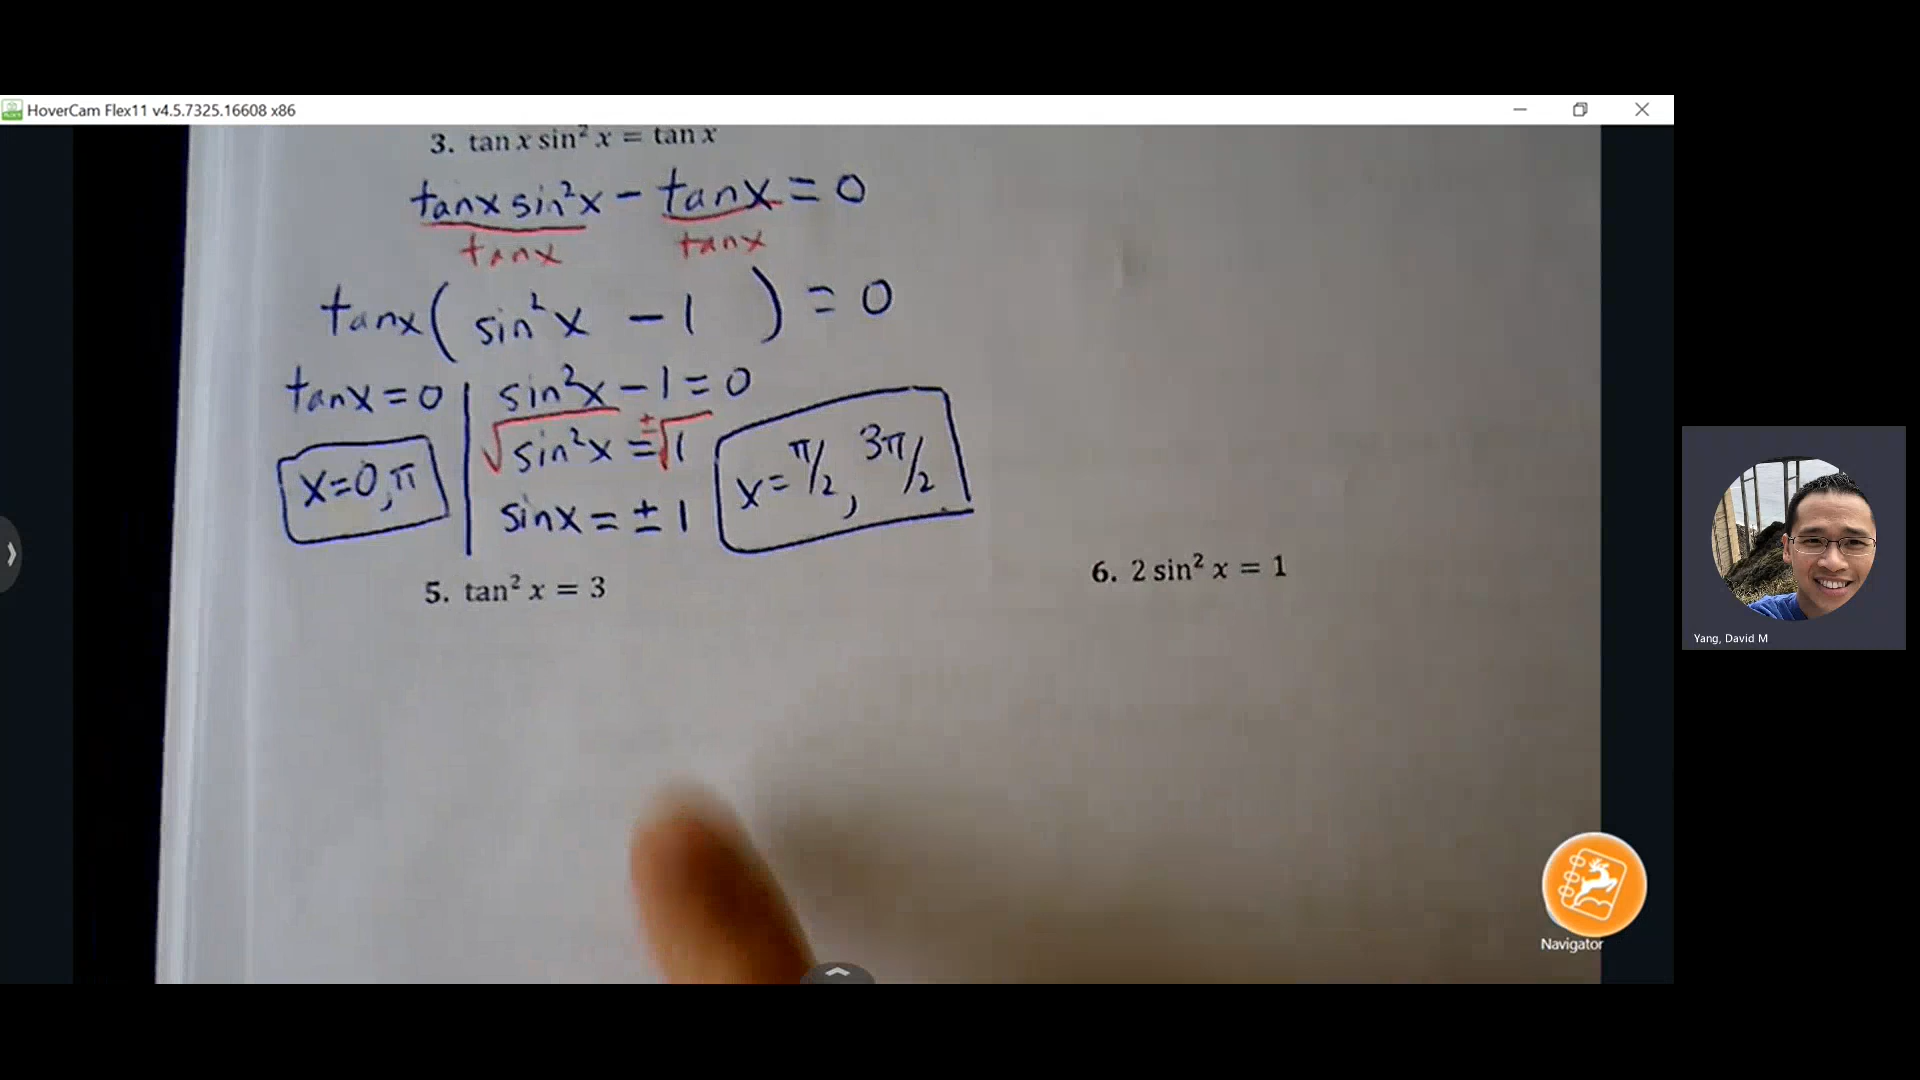 HoverCam Flex11 v4.5.7325.16608 x86
3. tan x sin² x = tan x
tanx sin²x - tanx = 0
tanx tanx
tanx( sin²x - 1 ) = 0
tanx = 0 | sin²x - 1 = 0
√sin²x = ±√1
x=0,π
x = π/2, 3π/2
sinx = ± 1
5. tan² x = 3
6. 2 sin² x = 1
Yang, David M
Navigator